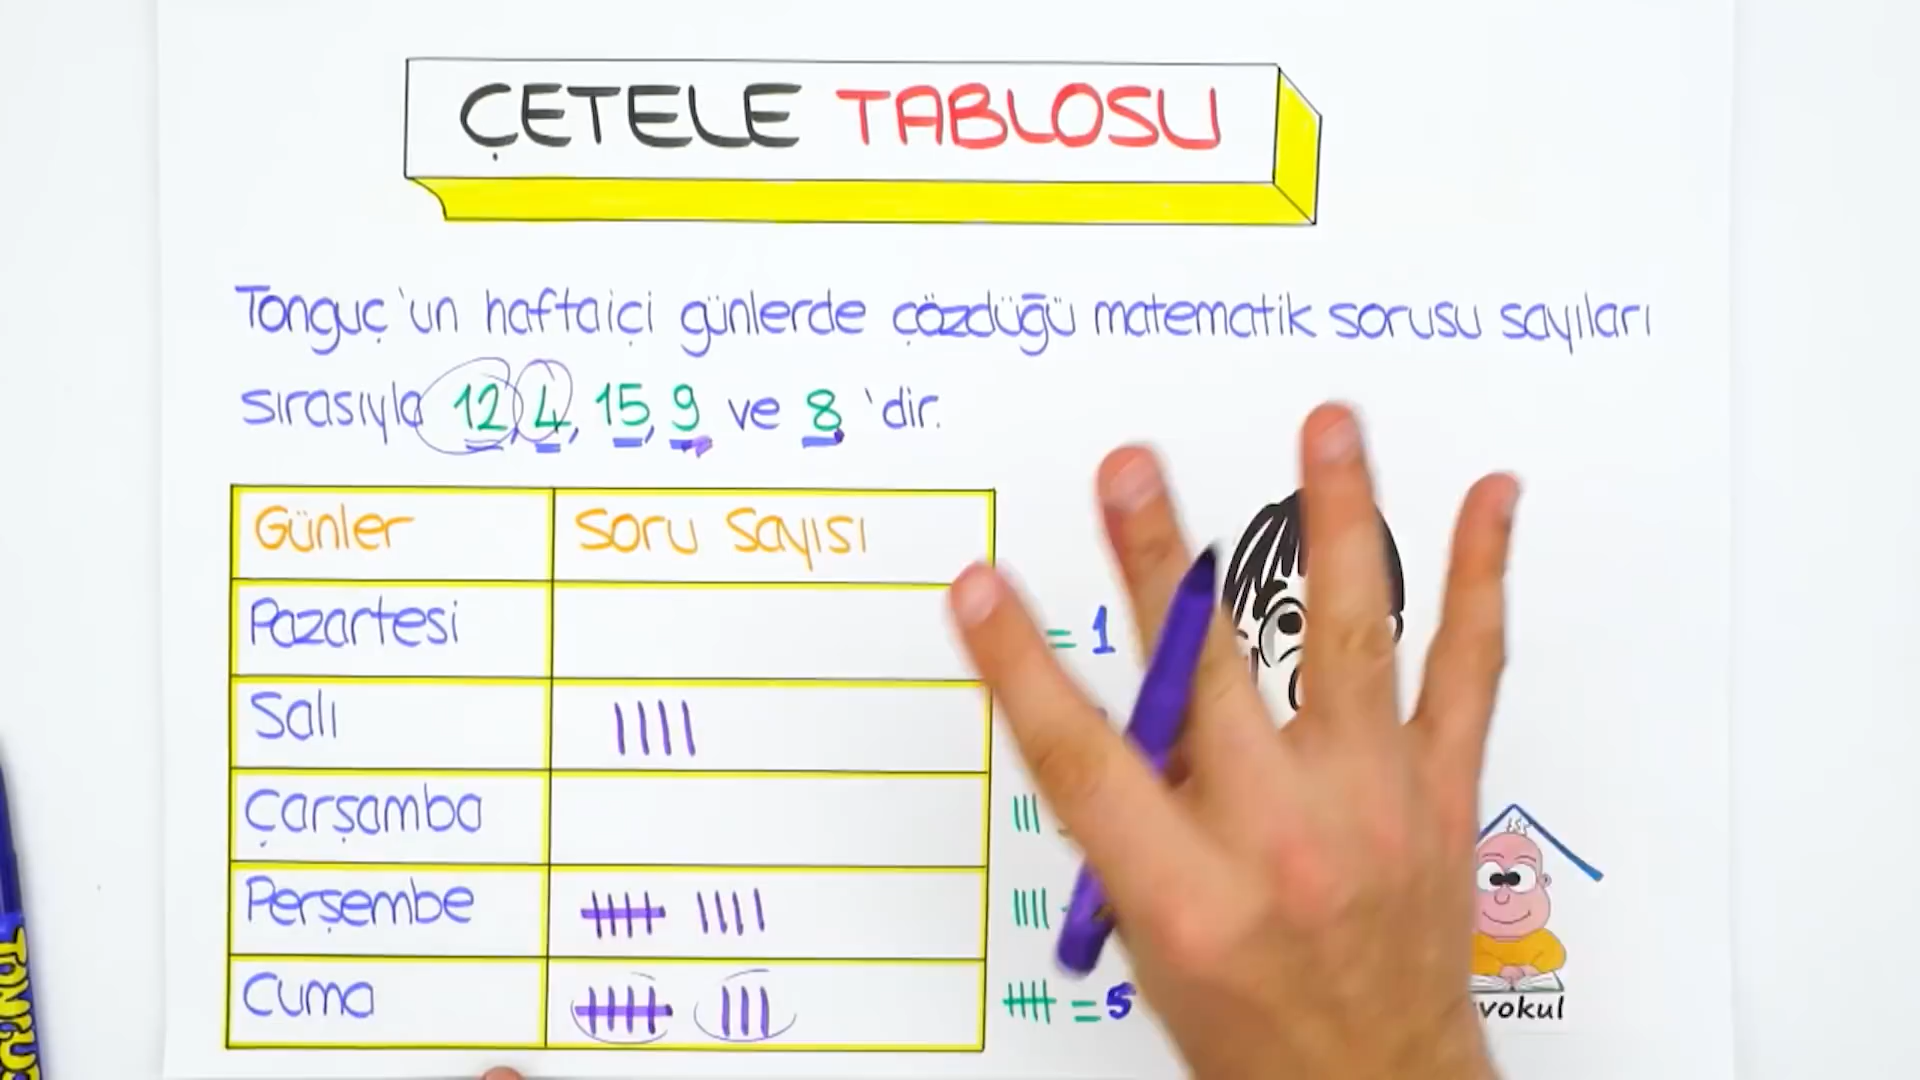 ÇETELE TABLOSU
Tonguç'un haftaiçi günlerde çözdüğü matematik sorusu sayıları
sırasıyla 12, 4, 15, 9 ve 8 'dir.
Günler Soru Sayısı
Pazartesi
= 1
Salı
Çarşamba
Perşembe
Cuma
= 5
vokul